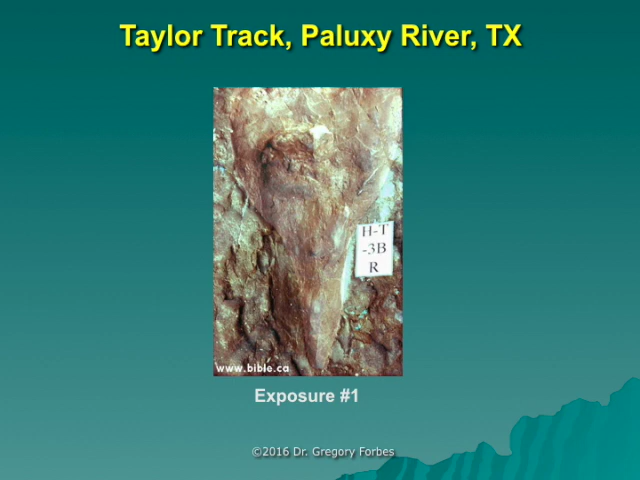 Taylor Track, Paluxy River, TX
H-T
-3B
R
www.bible.ca
Exposure #1
©2016 Dr. Gregory Forbes